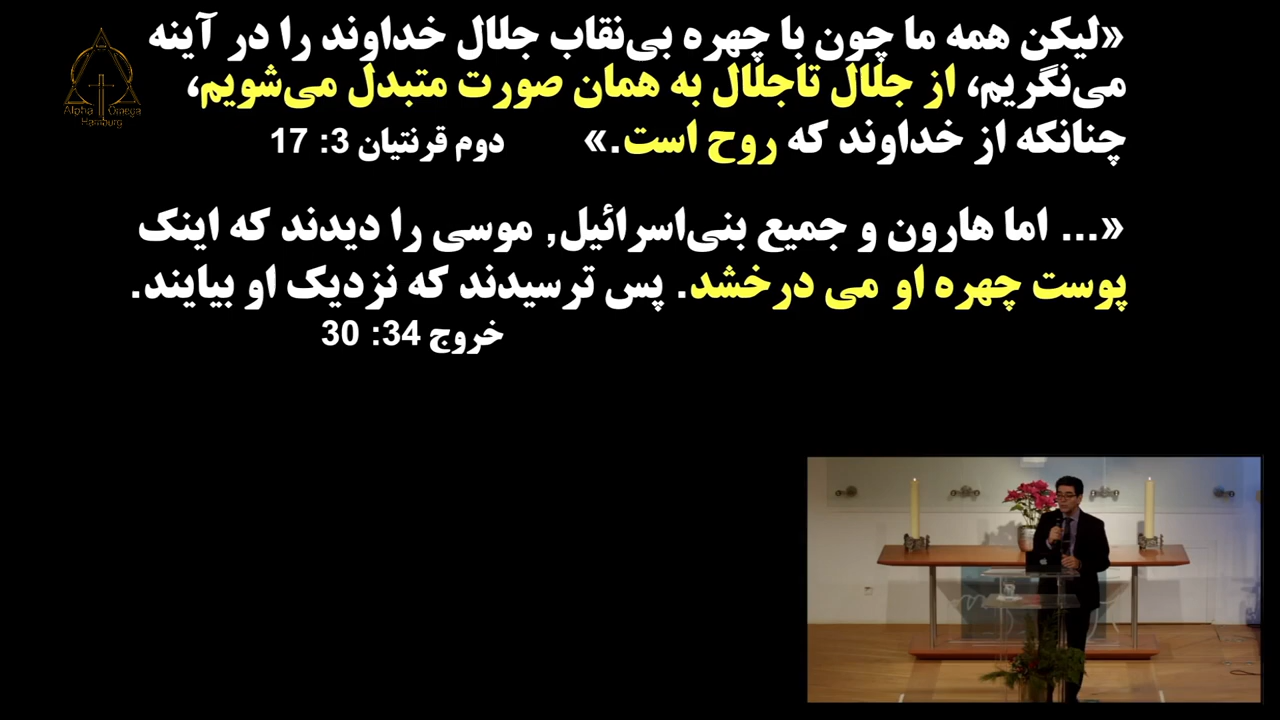 «لیکن همه ما چون با چهره بی‌نقاب جلال خداوند را در آینه
می‌نگریم، از جلال تاجلال به همان صورت متبدل می‌شویم،
چنانکه از خداوند که روح است.» دوم قرنتیان 3: 17
«... اما هارون و جمیع بنی‌اسرائیل, موسی را دیدند که اینک
پوست چهره او می درخشد. پس ترسیدند که نزدیک او بیایند.
خروج 34: 30
Alpha Omega
Hamburg